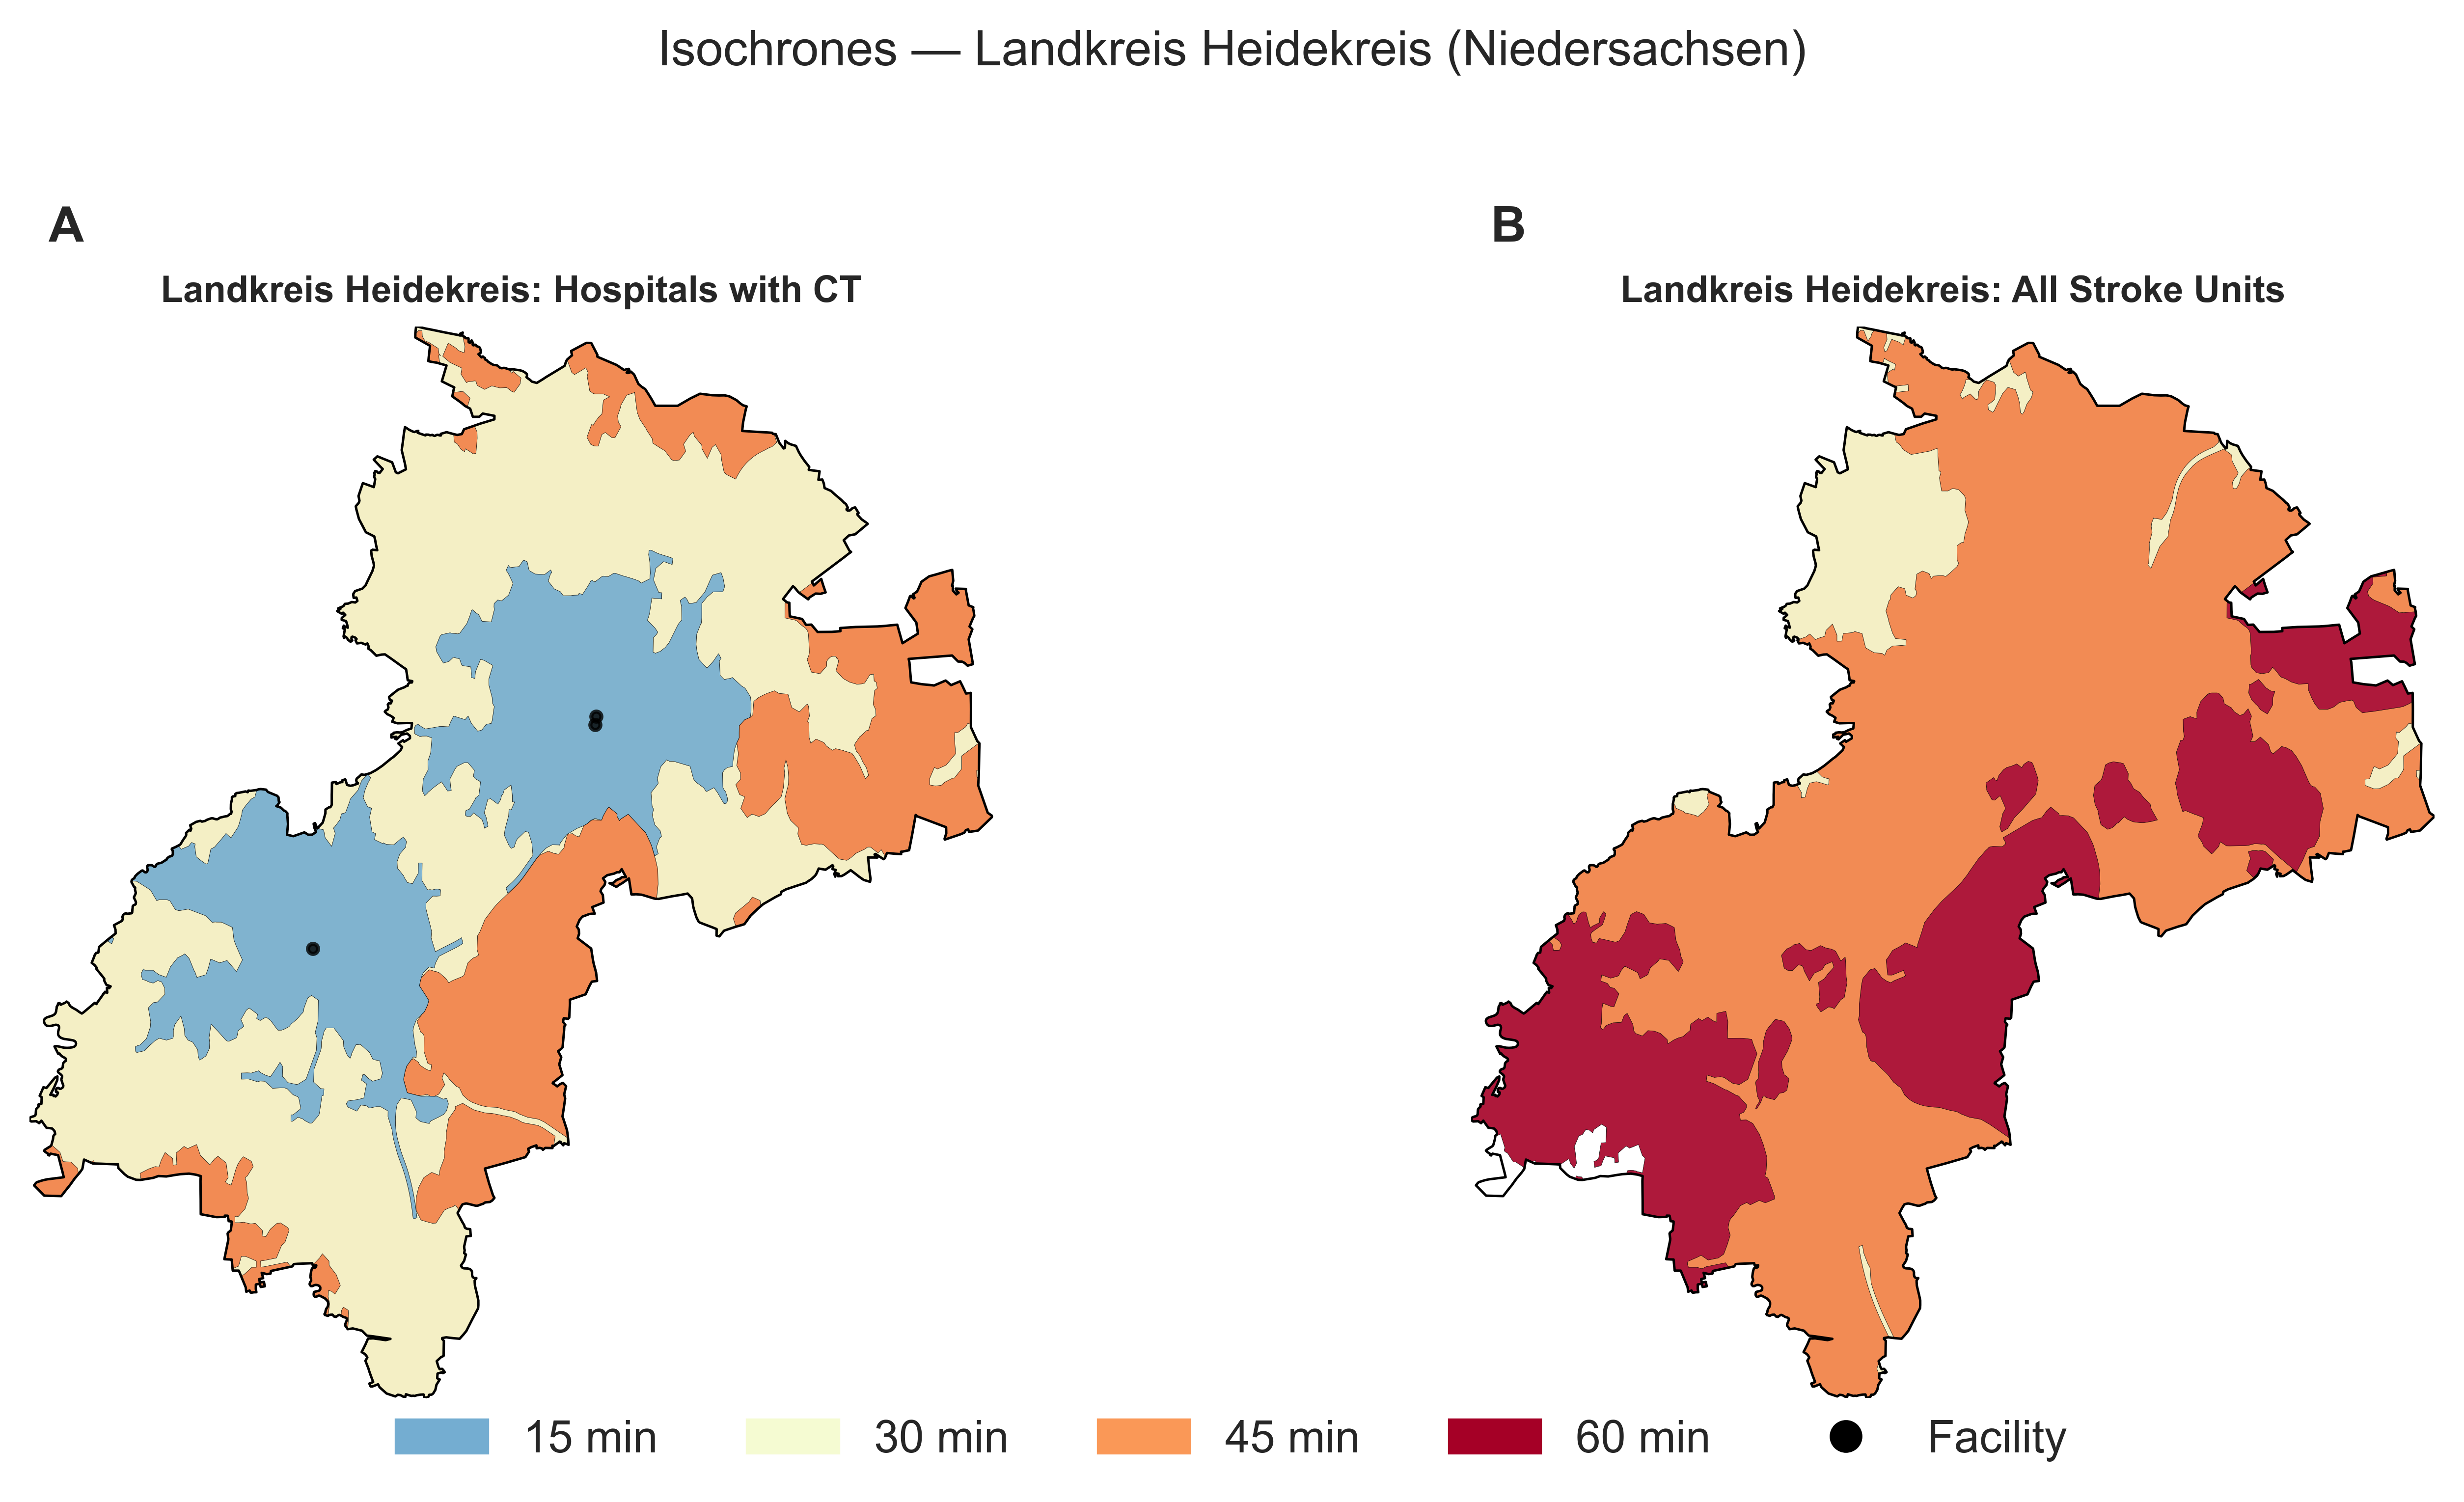 Isochrones — Landkreis Heidekreis (Niedersachsen)
A
B
Landkreis Heidekreis: Hospitals with CT
Landkreis Heidekreis: All Stroke Units
15 min
30 min
45 min
60 min
Facility